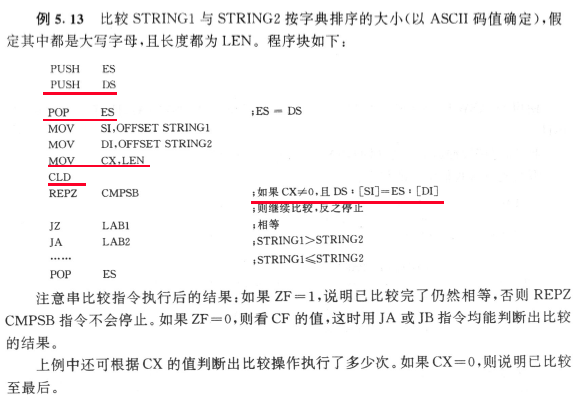 例 5.13 比较 STRING1 与 STRING2 按字典排序的大小(以 ASCII 码值确定),假
定其中都是大写字母,且长度都为 LEN。程序块如下:
PUSH ES
PUSH DS
POP ES ;ES = DS
MOV SI,OFFSET STRING1
MOV DI,OFFSET STRING2
MOV CX,LEN
CLD
REPZ CMPSB ;如果 CX≠0,且 DS:[SI]=ES:[DI]
;则继续比较,反之停止
JZ LAB1 ;相等
JA LAB2 ;STRING1>STRING2
…… ;STRING1≤STRING2
POP ES
注意串比较指令执行后的结果:如果 ZF=1,说明已比较完了仍然相等,否则 REPZ
CMPSB 指令不会停止。如果 ZF=0,则看 CF 的值,这时用 JA 或 JB 指令均能判断出比较
的结果。
上例中还可根据 CX 的值判断出比较操作执行了多少次。如果 CX=0,则说明已比较
至最后。